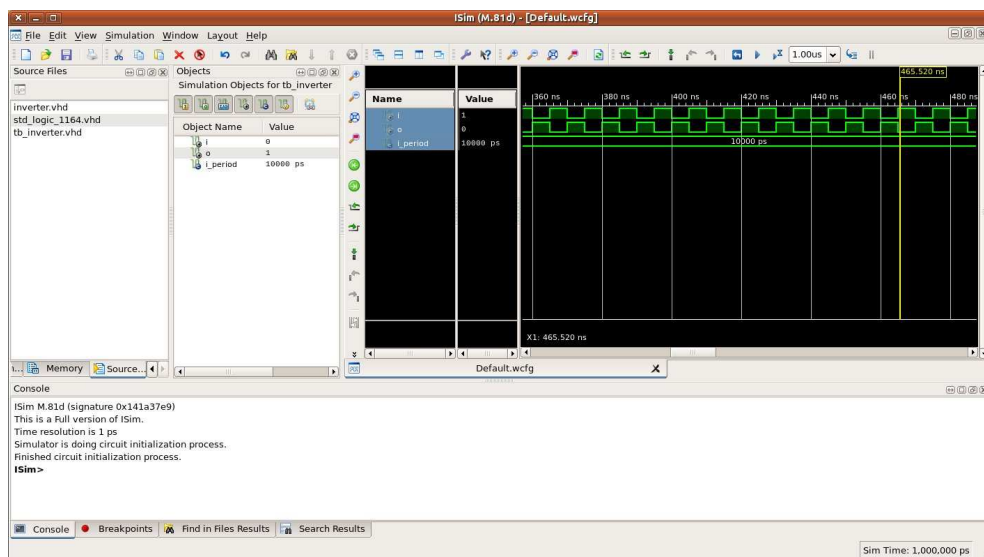 ISim (M.81d) - [Default.wcfg]
File Edit View Simulation Window Layout Help
1.00us
Source Files
inverter.vhd
std_logic_1164.vhd
tb_inverter.vhd
Memory
Source...
Objects
Simulation Objects for tb_inverter
Object Name Value
i 0
o 1
i_period 10000 ps
Name Value
i 1
o 0
i_period 10000 ps
465.520 ns
360 ns 380 ns 400 ns 420 ns 440 ns 460 ns 480 ns
10000 ps
X1: 465.520 ns
Default.wcfg
Console
ISim M.81d (signature 0x141a37e9)
This is a Full version of ISim.
Time resolution is 1 ps
Simulator is doing circuit initialization process.
Finished circuit initialization process.
ISim>
Console Breakpoints Find in Files Results Search Results
Sim Time: 1,000,000 ps